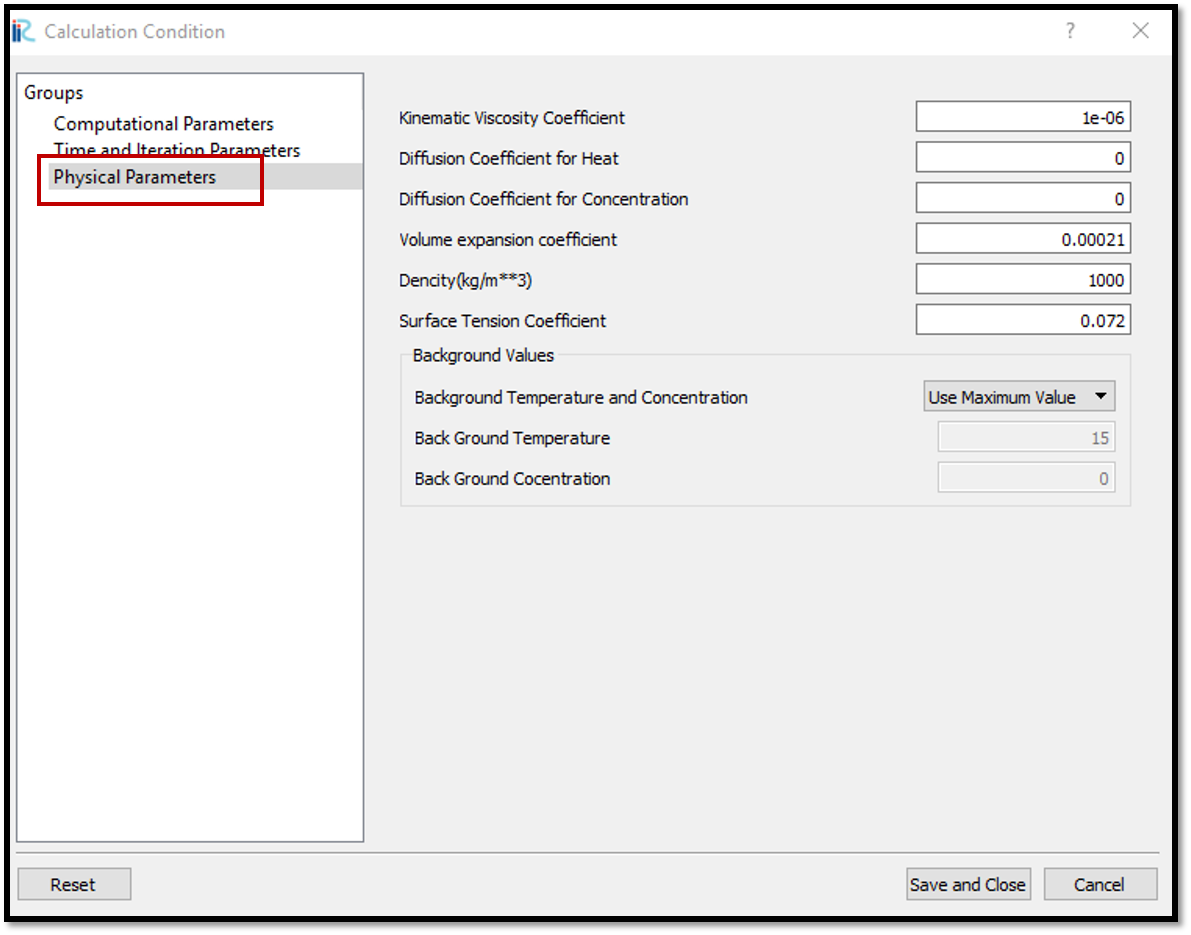 iRiC Calculation Condition ?
Groups
Computational Parameters
Time and Iteration Parameters
Physical Parameters
Kinematic Viscosity Coefficient 1e-06
Diffusion Coefficient for Heat 0
Diffusion Coefficient for Concentration 0
Volume expansion coefficient 0.00021
Dencity(kg/m**3) 1000
Surface Tension Coefficient 0.072
Background Values
Background Temperature and Concentration Use Maximum Value
Back Ground Temperature 15
Back Ground Cocentration 0
Reset Save and Close Cancel